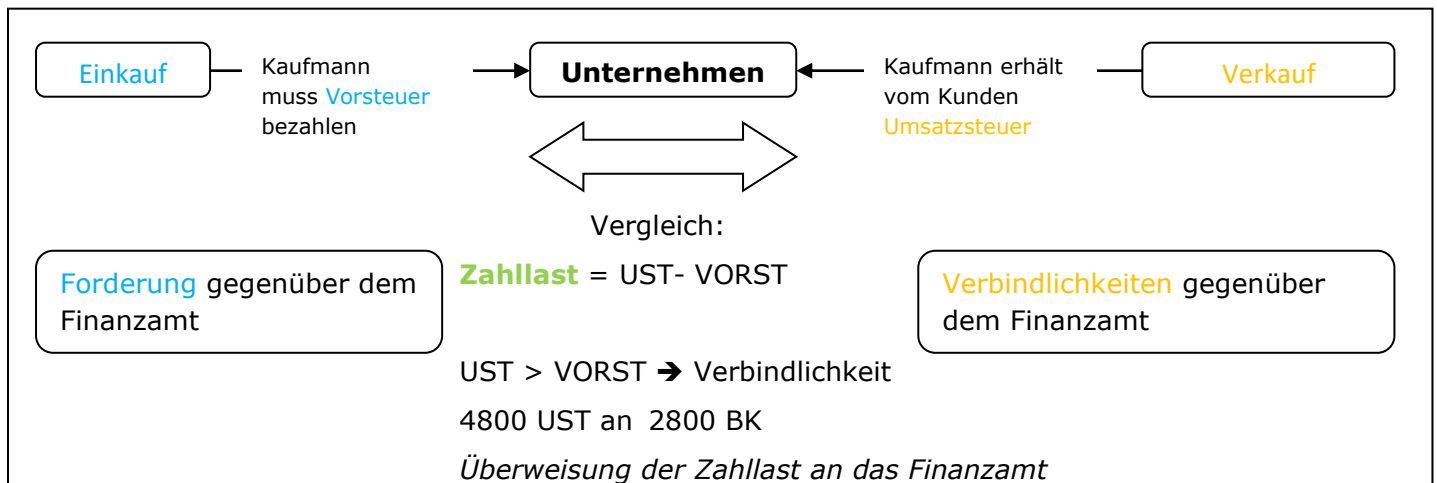 Einkauf
Kaufmann
muss Vorsteuer
bezahlen
Unternehmen
Kaufmann erhält
vom Kunden
Umsatzsteuer
Verkauf
Vergleich:
Zahllast = UST- VORST
Forderung gegenüber dem
Finanzamt
Verbindlichkeiten gegenüber
dem Finanzamt
UST > VORST ➔ Verbindlichkeit
4800 UST an 2800 BK
Überweisung der Zahllast an das Finanzamt